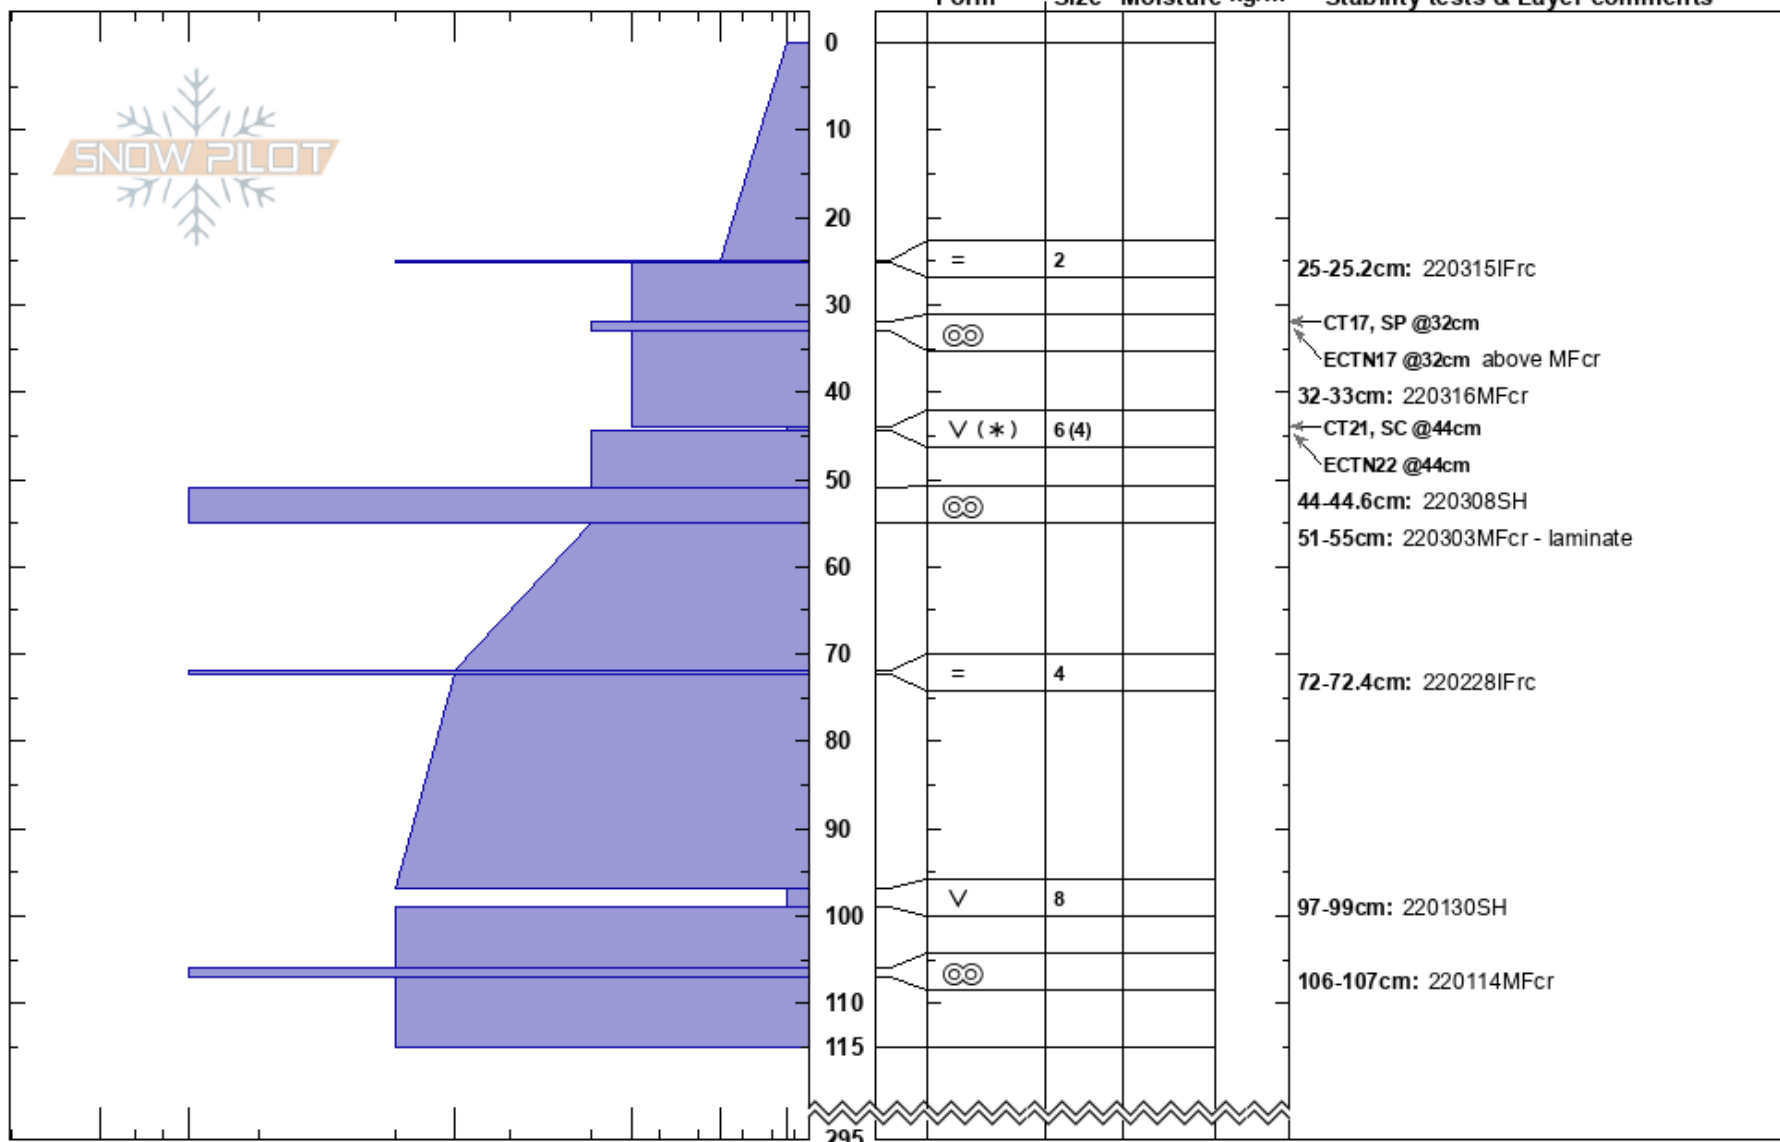 Form Size Moisture kg/m Stability tests & Layer comments
SNOW PILOT
0
10
20
= 2 25-25.2cm: 220315IFrc
30
CT17, SP @32cm
ECTN17 @32cm above MFcr
40
32-33cm: 220316MFcr
V (*) 6 (4) CT21, SC @44cm
ECTN22 @44cm
50
44-44.6cm: 220308SH
51-55cm: 220303MFcr - laminate
60
70
= 4 72-72.4cm: 220228IFrc
80
90
V 8 97-99cm: 220130SH
100
106-107cm: 220114MFcr
110
115
295